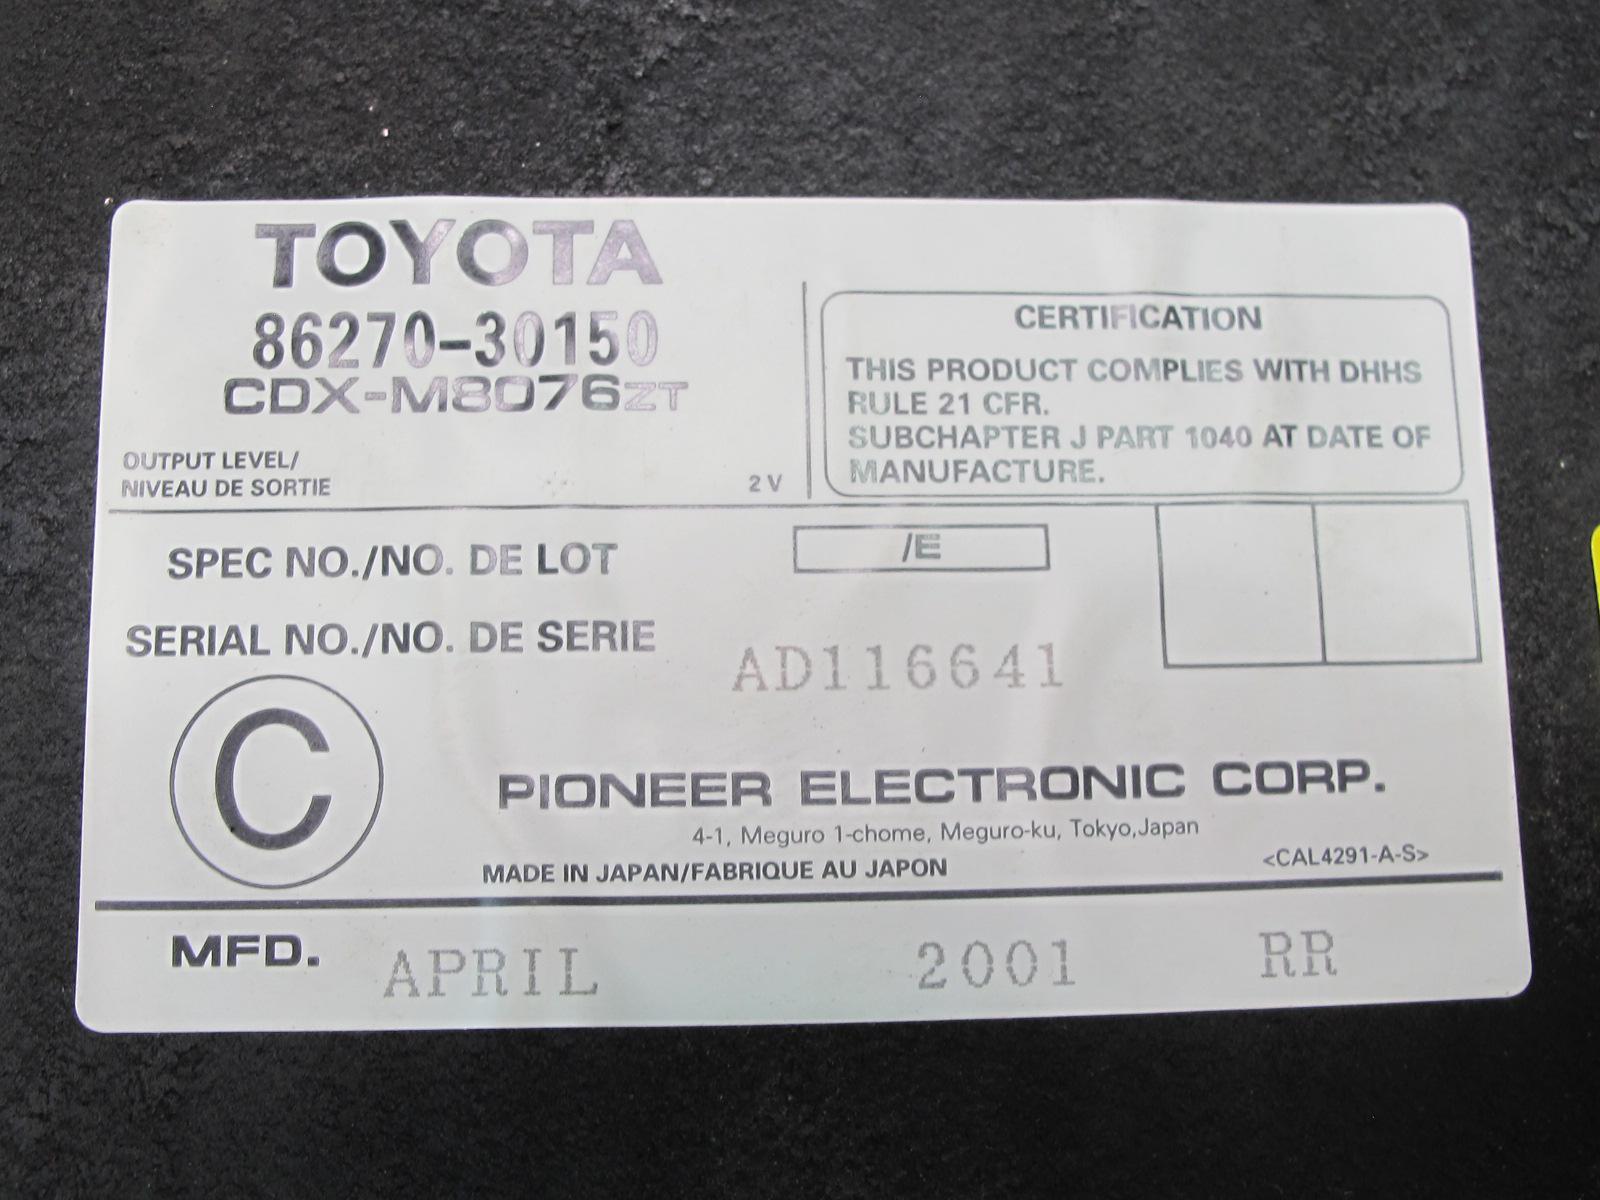 TOYOTA
86270-30150
CDX-M8076ZT
OUTPUT LEVEL/
NIVEAU DE SORTIE
2 V
CERTIFICATION
THIS PRODUCT COMPLIES WITH DHHS
RULE 21 CFR.
SUBCHAPTER J PART 1040 AT DATE OF
MANUFACTURE.
SPEC NO./NO. DE LOT
/E
SERIAL NO./NO. DE SERIE
AD116641
C
PIONEER ELECTRONIC CORP.
4-1, Meguro 1-chome, Meguro-ku, Tokyo,Japan
MADE IN JAPAN/FABRIQUE AU JAPON
<CAL4291-A-S>
MFD. APRIL 2001 RR